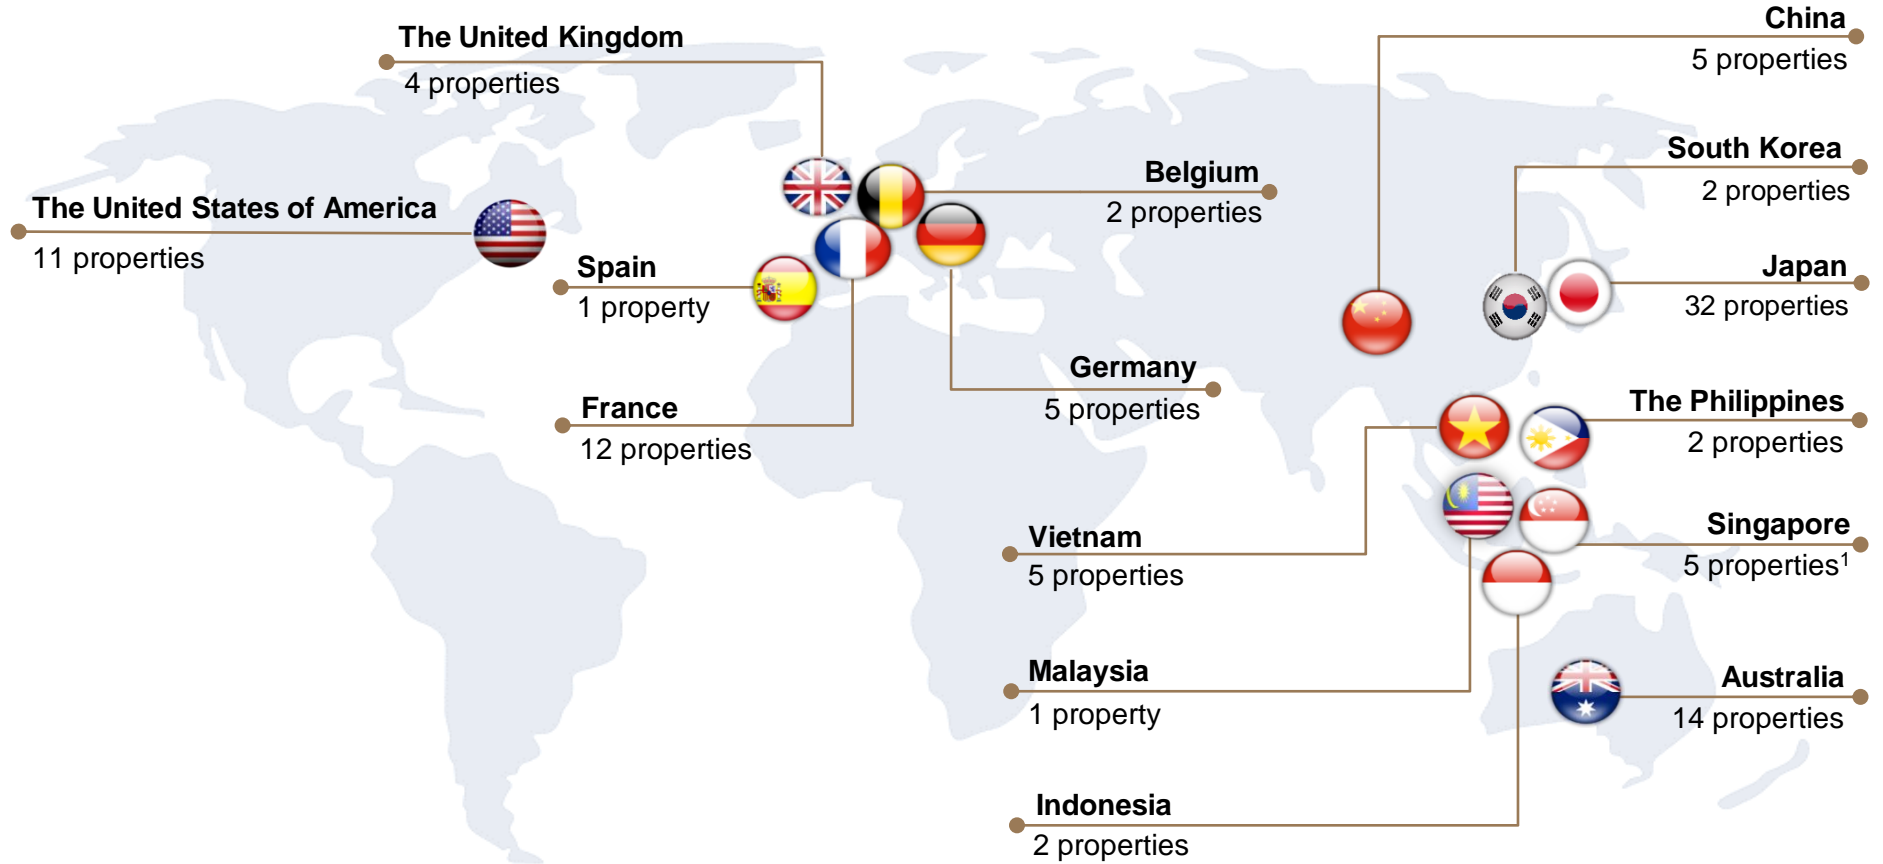 The United Kingdom
4 properties
The United States of America
11 properties
Spain
1 property
France
12 properties
Belgium
2 properties
Germany
5 properties
China
5 properties
South Korea
2 properties
Japan
32 properties
The Philippines
2 properties
Vietnam
5 properties
Singapore
5 properties¹
Malaysia
1 property
Australia
14 properties
Indonesia
2 properties